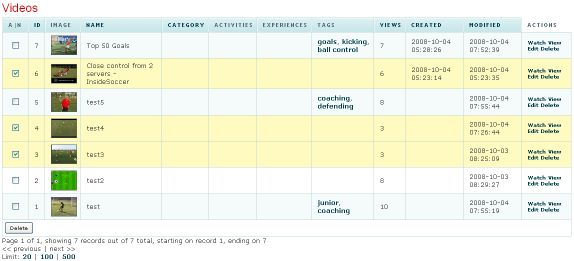 Videos
A|N ID IMAGE NAME CATEGORY ACTIVITIES EXPERIENCES TAGS VIEWS CREATED MODIFIED ACTIONS
7 Top 50 Goals goals, kicking, ball control 7 2008-10-04 05:28:26 2008-10-04 07:52:39 Watch View Edit Delete
6 Close control from 2 servers - InsideSoccer 6 2008-10-04 05:23:14 2008-10-04 05:23:35 Watch View Edit Delete
5 test5 coaching, defending 8 2008-10-04 07:55:44 Watch View Edit Delete
4 test4 3 2008-10-04 07:26:44 Watch View Edit Delete
3 test3 3 2008-10-03 08:25:09 Watch View Edit Delete
2 test2 8 2008-10-03 08:29:27 Watch View Edit Delete
1 test junior, coaching 10 2008-10-04 07:55:19 Watch View Edit Delete
Delete
Page 1 of 1, showing 7 records out of 7 total, starting on record 1, ending on 7
<< previous | next >>
Limit: 20 | 100 | 500